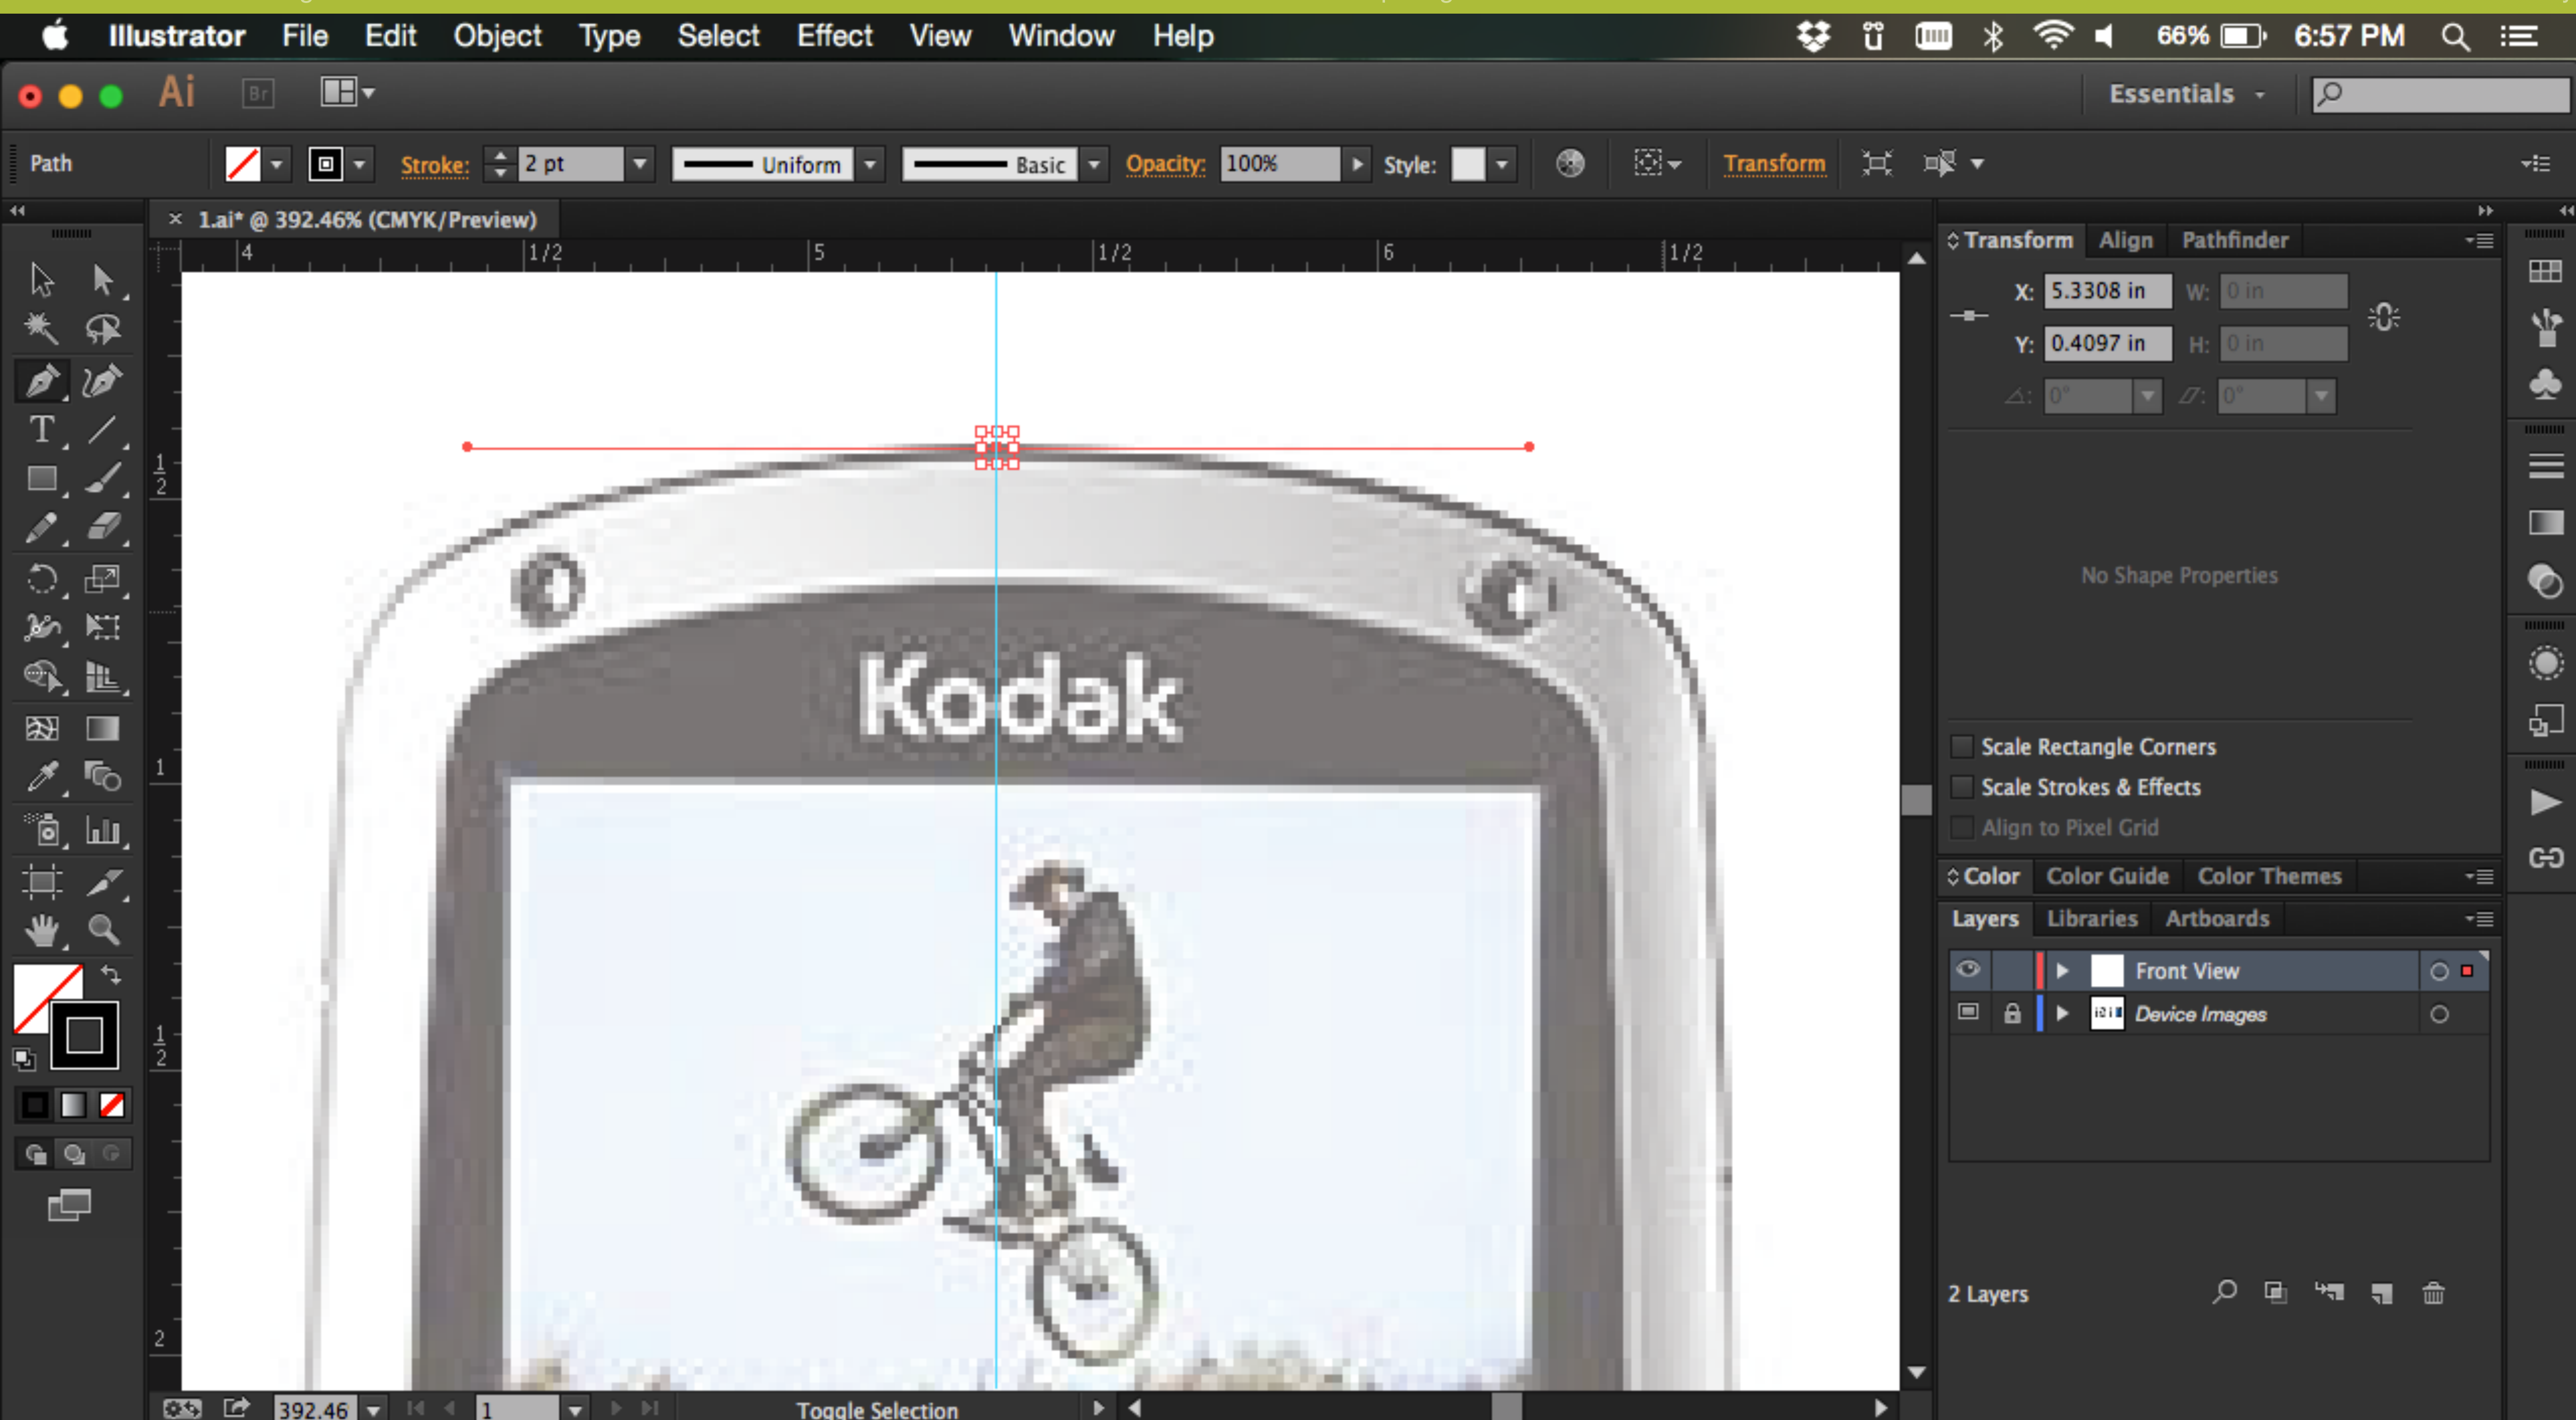 Illustrator File Edit Object Type Select Effect View Window Help 66% 6:57 PM
Ai Br Essentials
Path Stroke: 2 pt Uniform Basic Opacity: 100% Style: Transform
× 1.ai* @ 392.46% (CMYK/Preview)
4 1/2 5 1/2 6 1/2
Transform Align Pathfinder
X: 5.3308 in W: 0 in
Y: 0.4097 in H: 0 in
0° 0°
1
2
No Shape Properties
Kodak
1
Scale Rectangle Corners
Scale Strokes & Effects
Align to Pixel Grid
Color Color Guide Color Themes
Layers Libraries Artboards
Front View
Device Images
1
2
2 Layers
2
392.46 1 Toggle Selection